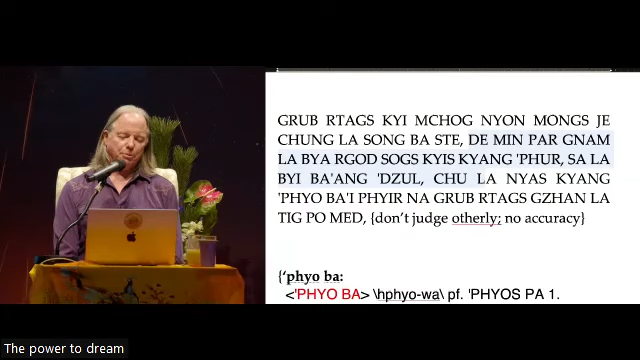 GRUB RTAGS KYI MCHOG NYON MONGS JE
CHUNG LA SONG BA STE, DE MIN PAR GNAM
LA BYA RGOD SOGS KYIS KYANG 'PHUR, SA LA
BYI BA'ANG 'DZUL, CHU LA NYAS KYANG
'PHYO BA'I PHYIR NA GRUB RTAGS GZHAN LA
TIG PO MED, {don't judge otherly; no accuracy}
{‘phyo ba:
<'PHYO BA> \hphyo-wa\ pf. 'PHYOS PA 1.
The power to dream